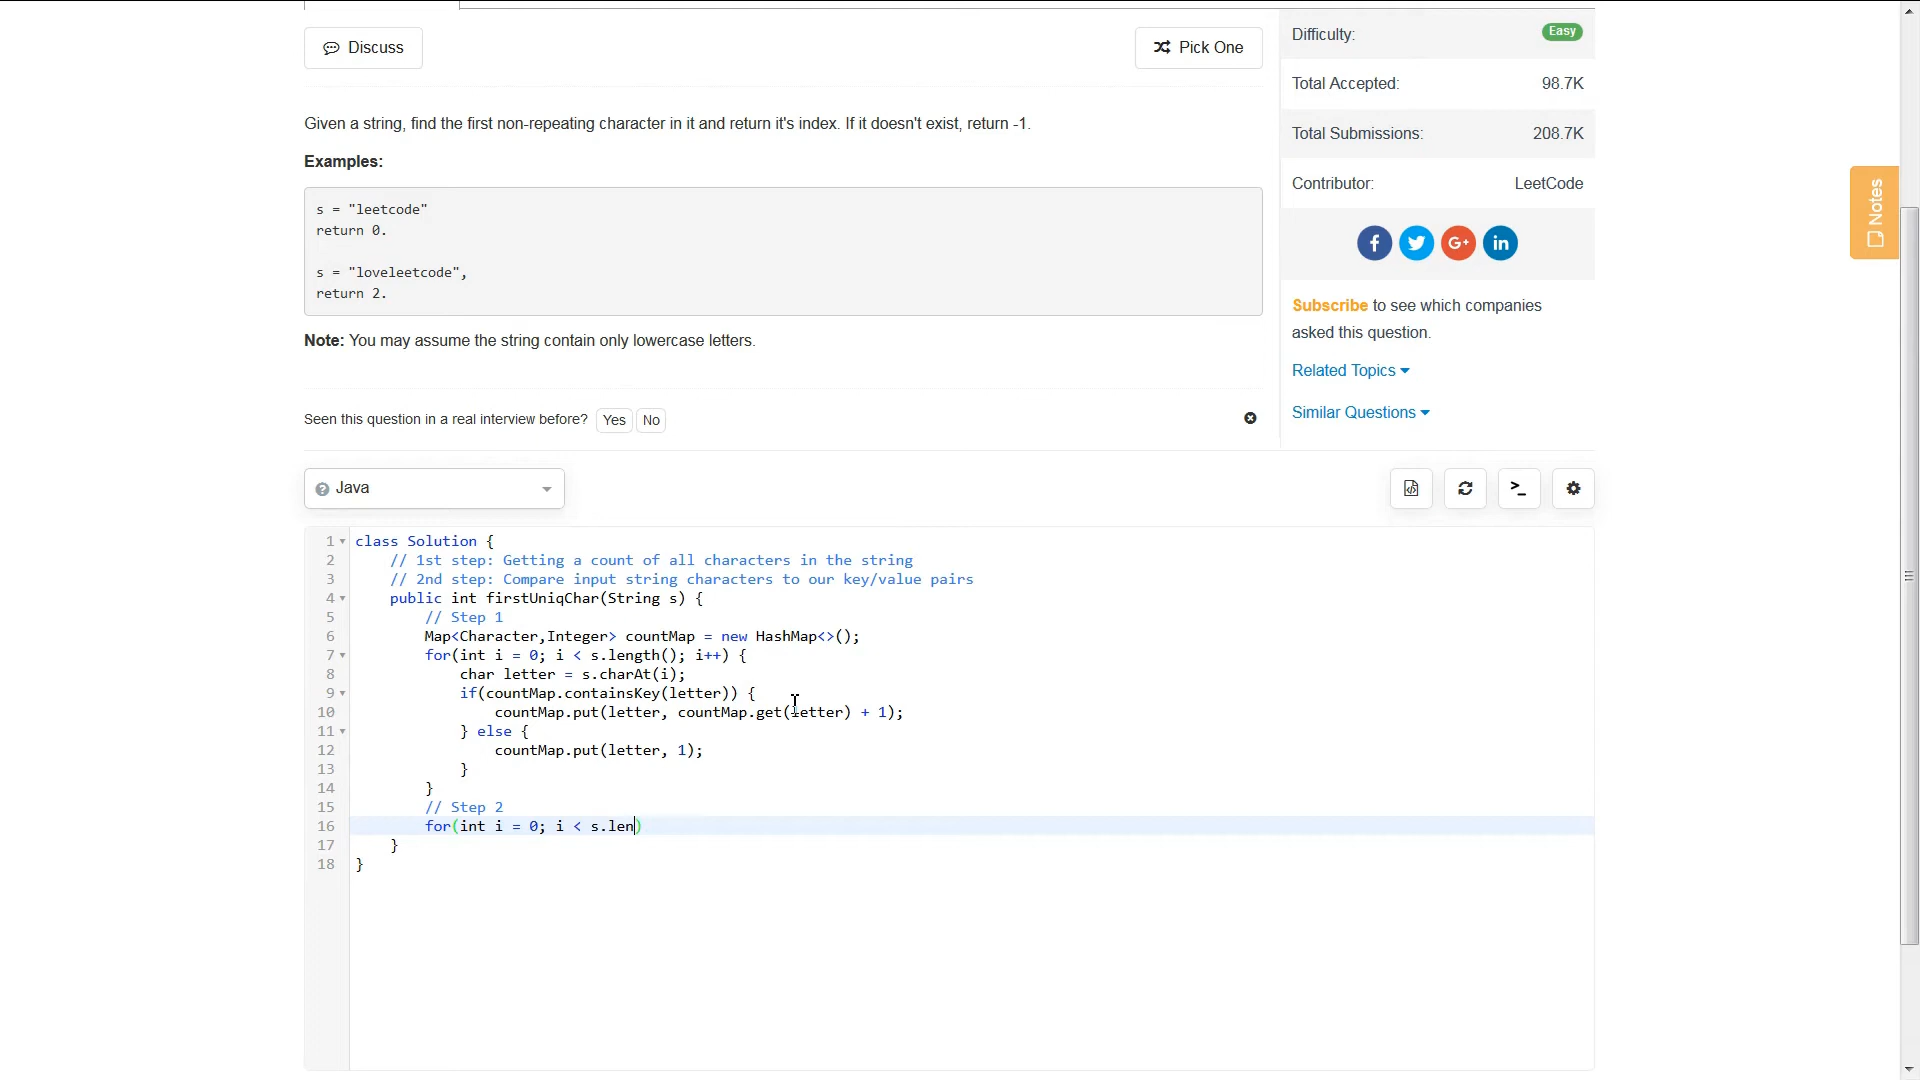 Discuss
Pick One
Given a string, find the first non-repeating character in it and return it's index. If it doesn't exist, return -1.
Examples:
s = "leetcode"
return 0.
s = "loveleetcode",
return 2.
Note: You may assume the string contain only lowercase letters.
Seen this question in a real interview before? Yes No
Difficulty: Easy
Total Accepted: 98.7K
Total Submissions: 208.7K
Contributor: LeetCode
f G+ in
Subscribe to see which companies
asked this question.
Related Topics
Similar Questions
Notes
? Java
>_
1 class Solution {
2 // 1st step: Getting a count of all characters in the string
3 // 2nd step: Compare input string characters to our key/value pairs
4 public int firstUniqChar(String s) {
5 // Step 1
6 Map<Character,Integer> countMap = new HashMap<>();
7 for(int i = 0; i < s.length(); i++) {
8 char letter = s.charAt(i);
9 if(countMap.containsKey(letter)) {
10 countMap.put(letter, countMap.get(letter) + 1);
11 } else {
12 countMap.put(letter, 1);
13 }
14 }
15 // Step 2
16 for(int i = 0; i < s.len)
17 }
18 }